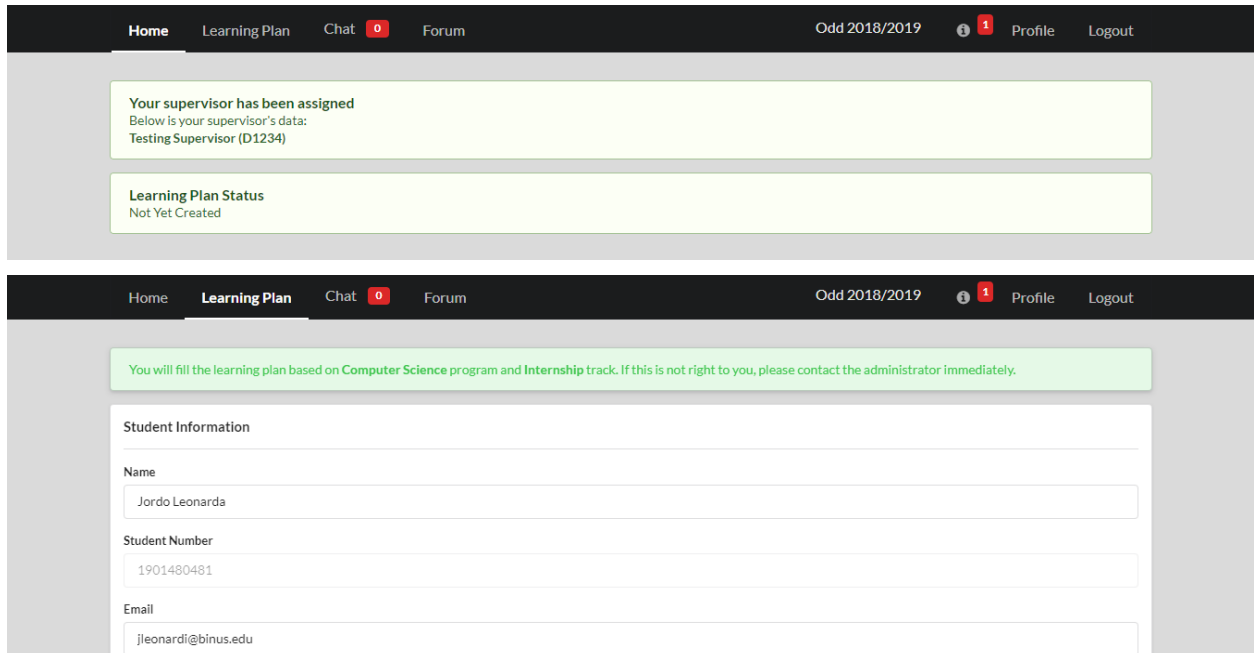 Home Learning Plan Chat 0 Forum Odd 2018/2019 1 Profile Logout
Your supervisor has been assigned
Below is your supervisor's data:
Testing Supervisor (D1234)
Learning Plan Status
Not Yet Created
Home Learning Plan Chat 0 Forum Odd 2018/2019 1 Profile Logout
You will fill the learning plan based on Computer Science program and Internship track. If this is not right to you, please contact the administrator immediately.
Student Information
Name
Jordo Leonarda
Student Number
1901480481
Email
jleonardi@binus.edu